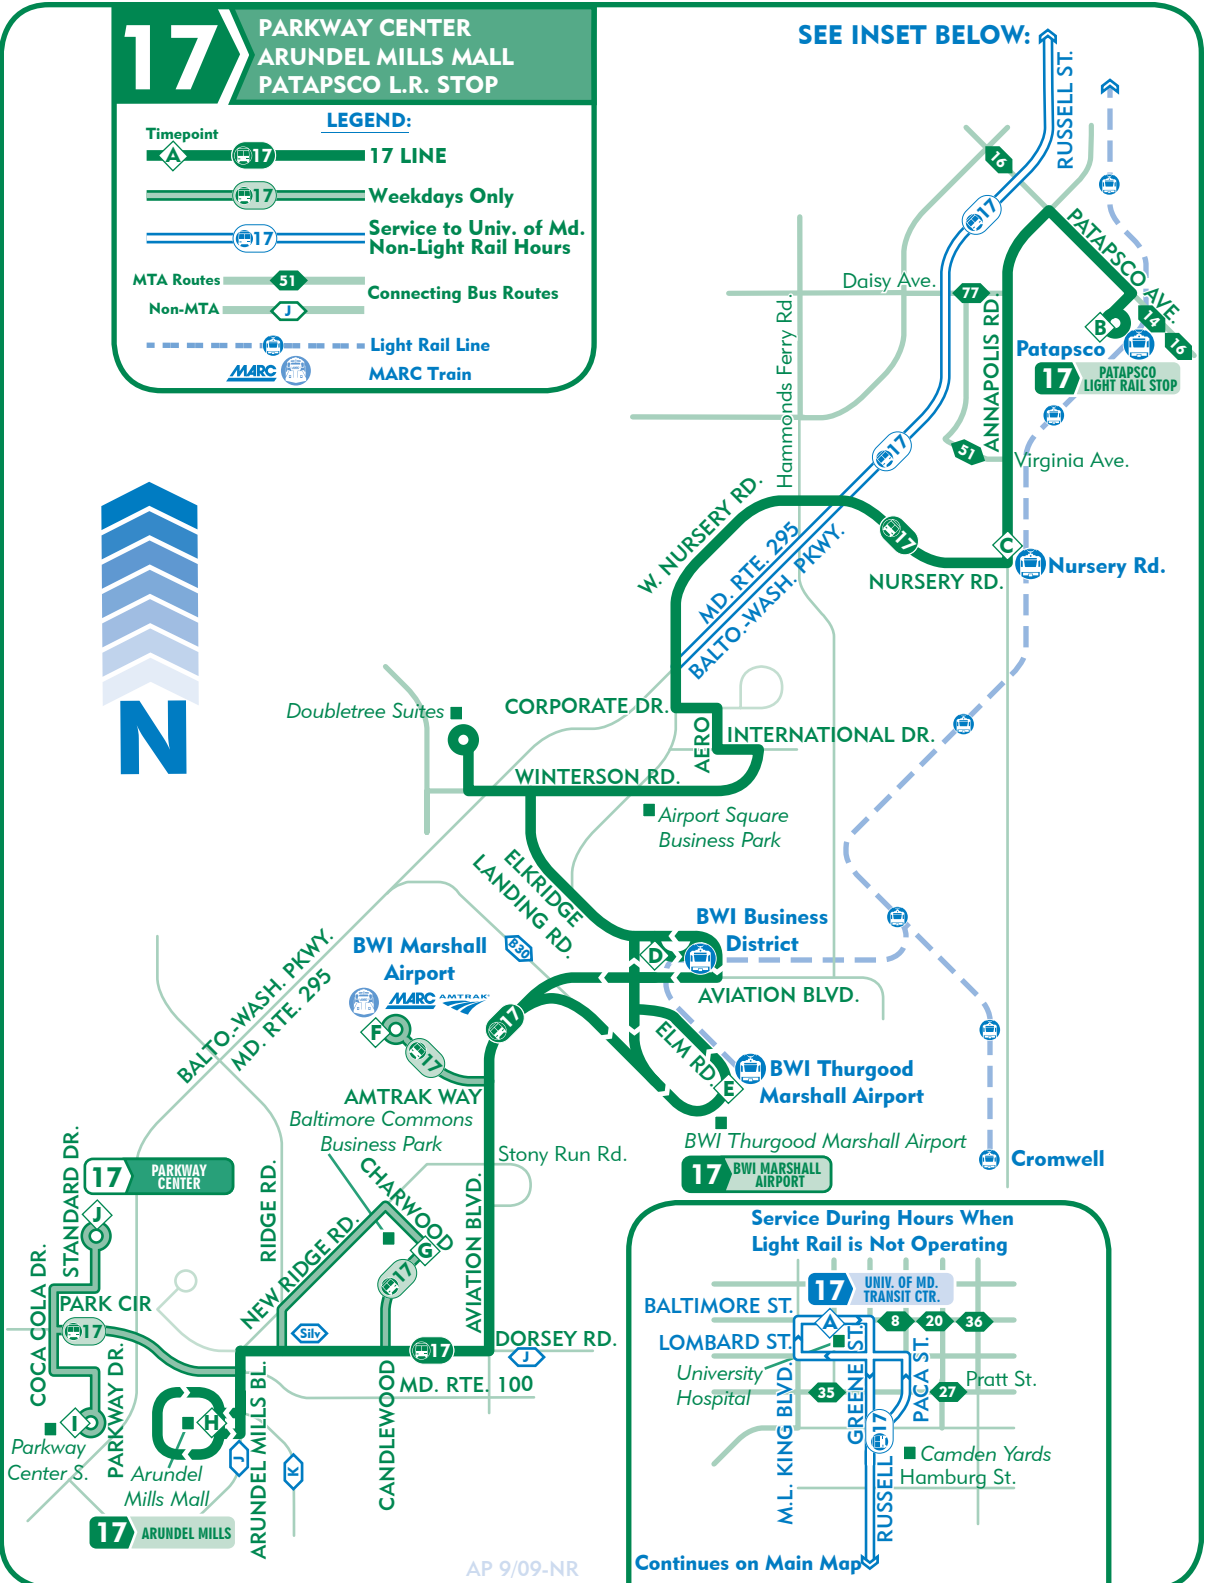 17
PARKWAY CENTER
ARUNDEL MILLS MALL
PATAPSCO L.R. STOP
LEGEND:
Timepoint
A
17
17 LINE
17
Weekdays Only
17
Service to Univ. of Md.
Non-Light Rail Hours
MTA Routes
51
Non-MTA
J
Connecting Bus Routes
Light Rail Line
MARC
MARC Train
SEE INSET BELOW:
RUSSELL ST.
16
17
PATAPSCO AVE.
Daisy Ave.
77
14
16
B
Patapsco
17
PATAPSCO
LIGHT RAIL STOP
Hammonds Ferry Rd.
ANNAPOLIS RD.
17
51
Virginia Ave.
W. NURSERY RD.
MD. RTE. 295
BALTO.-WASH. PKWY.
17
C
Nursery Rd.
NURSERY RD.
N
Doubletree Suites
CORPORATE DR.
AERO
INTERNATIONAL DR.
WINTERSON RD.
Airport Square
Business Park
ELKRIDGE
LANDING RD.
BWI Business
District
D
BWI Marshall
Airport
B30
MARC
AMTRAK
AVIATION BLVD.
BALTO.-WASH. PKWY.
MD. RTE. 295
F
17
17
ELM RD.
E
BWI Thurgood
Marshall Airport
AMTRAK WAY
Baltimore Commons
Business Park
BWI Thurgood Marshall Airport
17
BWI MARSHALL
AIRPORT
Cromwell
Stony Run Rd.
STANDARD DR.
17
PARKWAY
CENTER
J
CHARWOOD
G
17
RIDGE RD.
NEW RIDGE RD.
AVIATION BLVD.
COCA COLA DR.
PARK CIR
17
Silv
17
DORSEY RD.
J
MD. RTE. 100
PARKWAY DR.
I
H
Parkway
Center S.
Arundel
Mills Mall
J
K
ARUNDEL MILLS BL.
CANDLEWOOD
17
ARUNDEL MILLS
AP 9/09-NR
Service During Hours When
Light Rail is Not Operating
17
UNIV. OF MD.
TRANSIT CTR.
BALTIMORE ST.
A
8
20
36
LOMBARD ST.
University
Hospital
35
27
Pratt St.
M.L. KING BLVD.
GREENE ST.
PACA ST.
17
Camden Yards
Hamburg St.
RUSSELL
Continues on Main Map